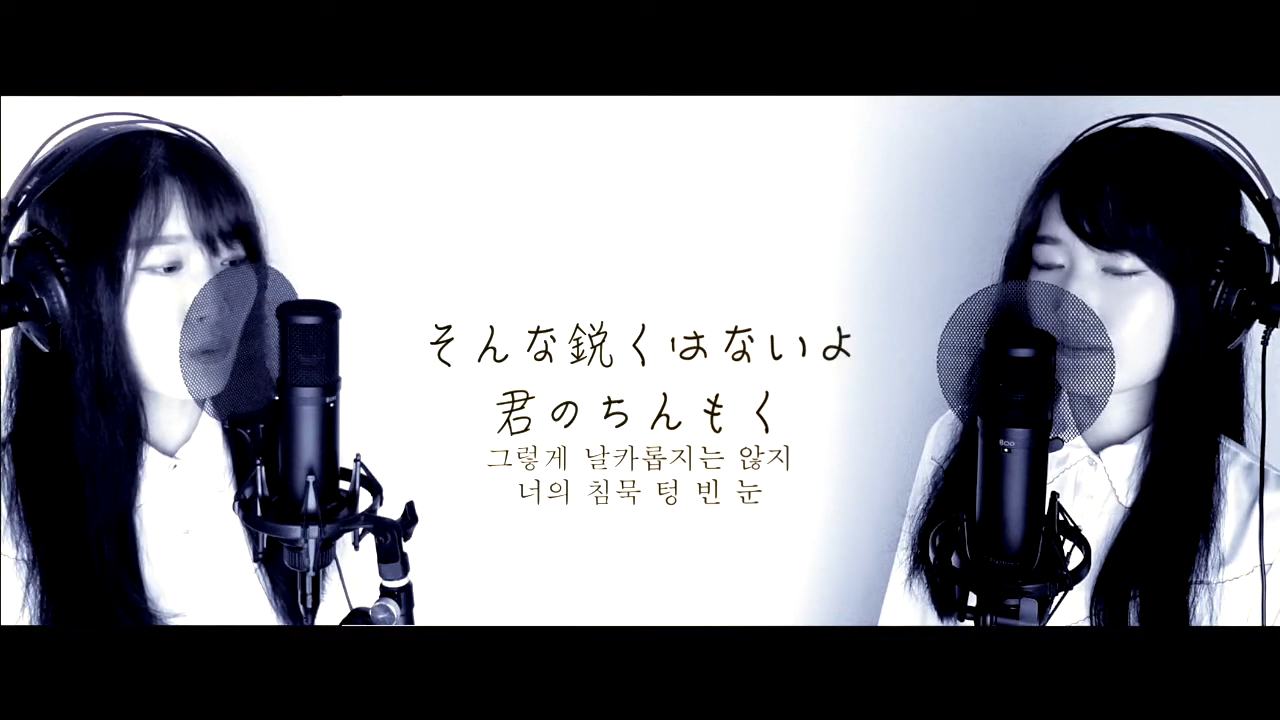 そんな鋭くはないよ
君のちんもく
그렇게 날카롭지는 않지
너의 침묵 텅 빈 눈
800